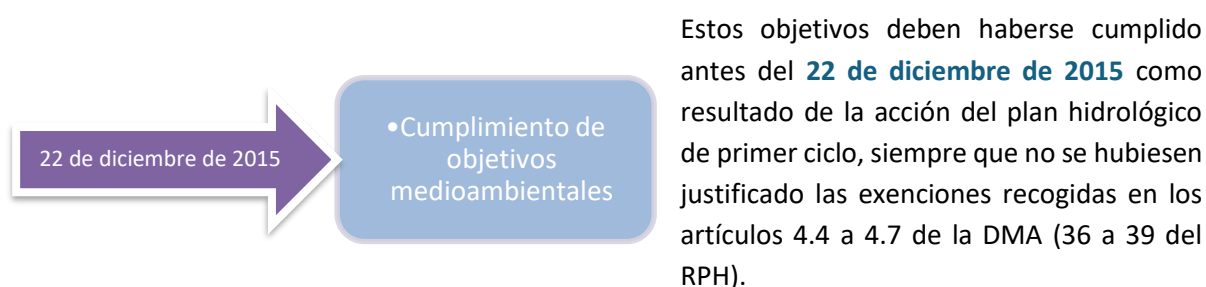 22 de diciembre de 2015
•Cumplimiento de
objetivos
medioambientales
Estos objetivos deben haberse cumplido
antes del 22 de diciembre de 2015 como
resultado de la acción del plan hidrológico
de primer ciclo, siempre que no se hubiesen
justificado las exenciones recogidas en los
artículos 4.4 a 4.7 de la DMA (36 a 39 del
RPH).